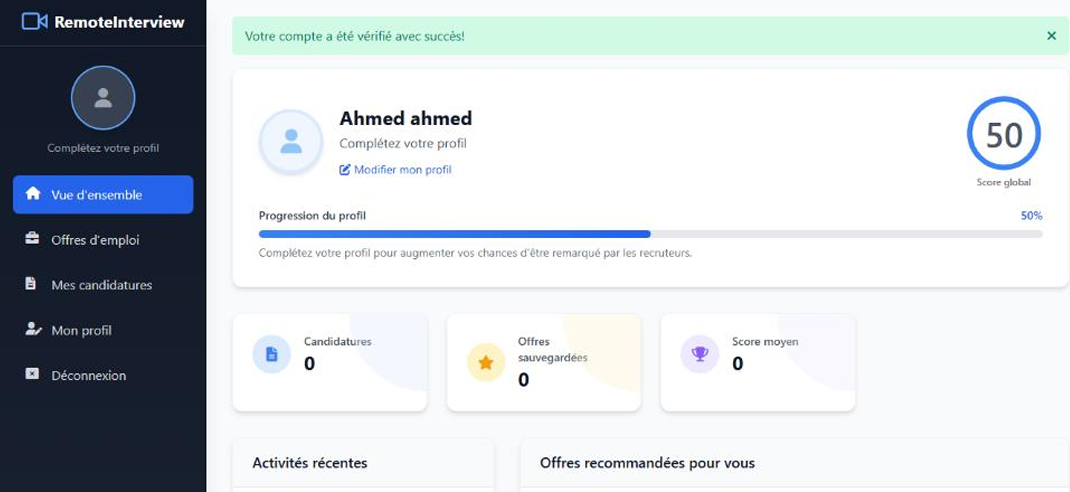 RemoteInterview
Complétez votre profil
Vue d'ensemble
Offres d'emploi
Mes candidatures
Mon profil
Déconnexion
Votre compte a été vérifié avec succès!
Ahmed ahmed
Complétez votre profil
Modifier mon profil
50
Score global
Progression du profil
50%
Complétez votre profil pour augmenter vos chances d'être remarqué par les recruteurs.
Candidatures
0
Offres
sauvegardées
0
Score moyen
0
Activités récentes
Offres recommandées pour vous